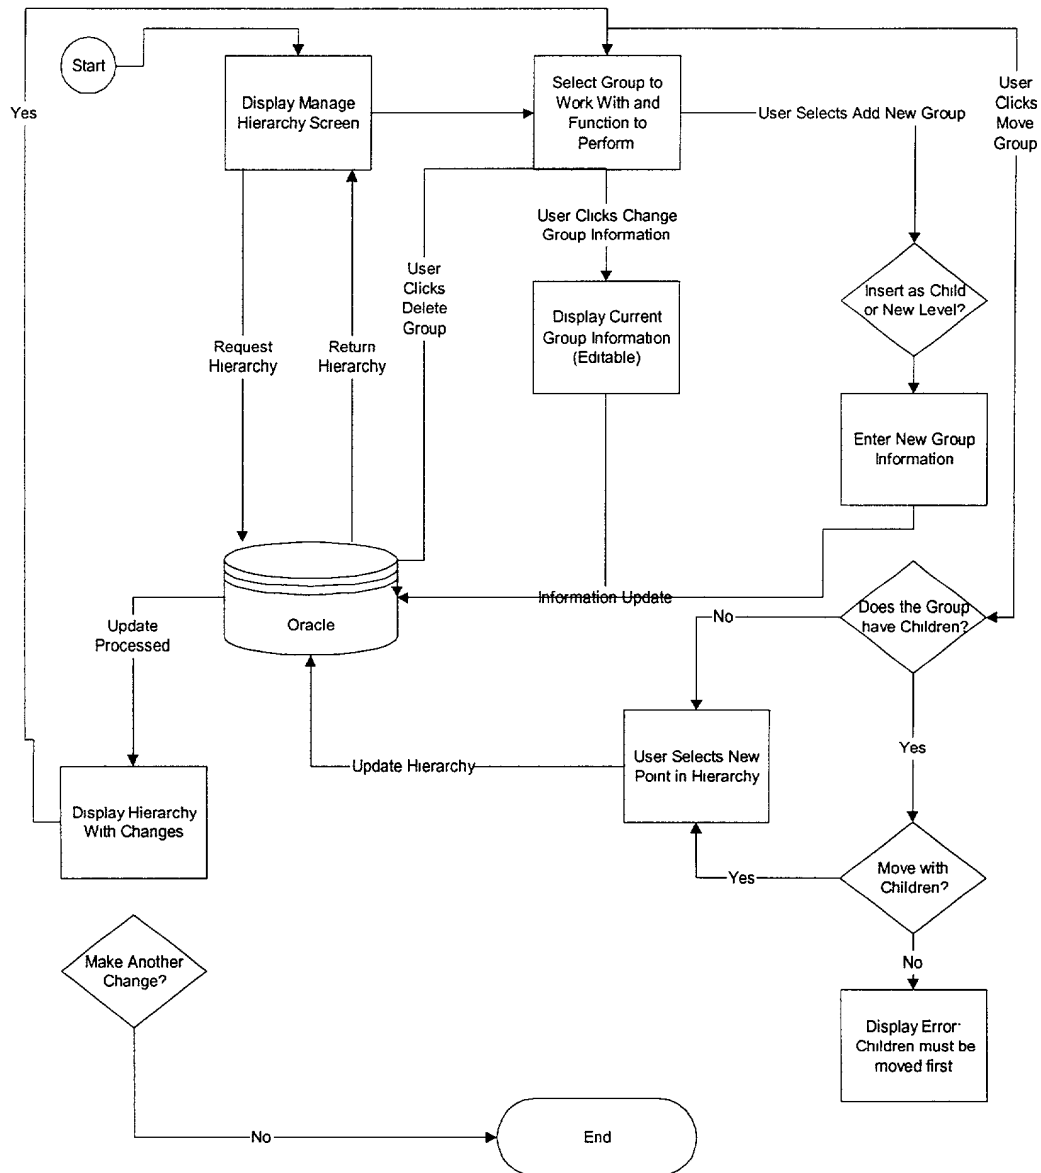 Start
Yes
Display Manage
Hierarchy Screen
Select Group to
Work With and
Function to
Perform
User Selects Add New Group
User
Clicks
Move
Group
User Clicks Change
Group Information
User
Clicks
Delete
Group
Insert as Child
or New Level?
Display Current
Group Information
(Editable)
Request
Hierarchy
Return
Hierarchy
Enter New Group
Information
Oracle
Information Update
Update
Processed
No
Does the Group
have Children?
Yes
Update Hierarchy
User Selects New
Point in Hierarchy
Display Hierarchy
With Changes
Yes
Move with
Children?
No
Make Another
Change?
Display Error:
Children must be
moved first
No
End